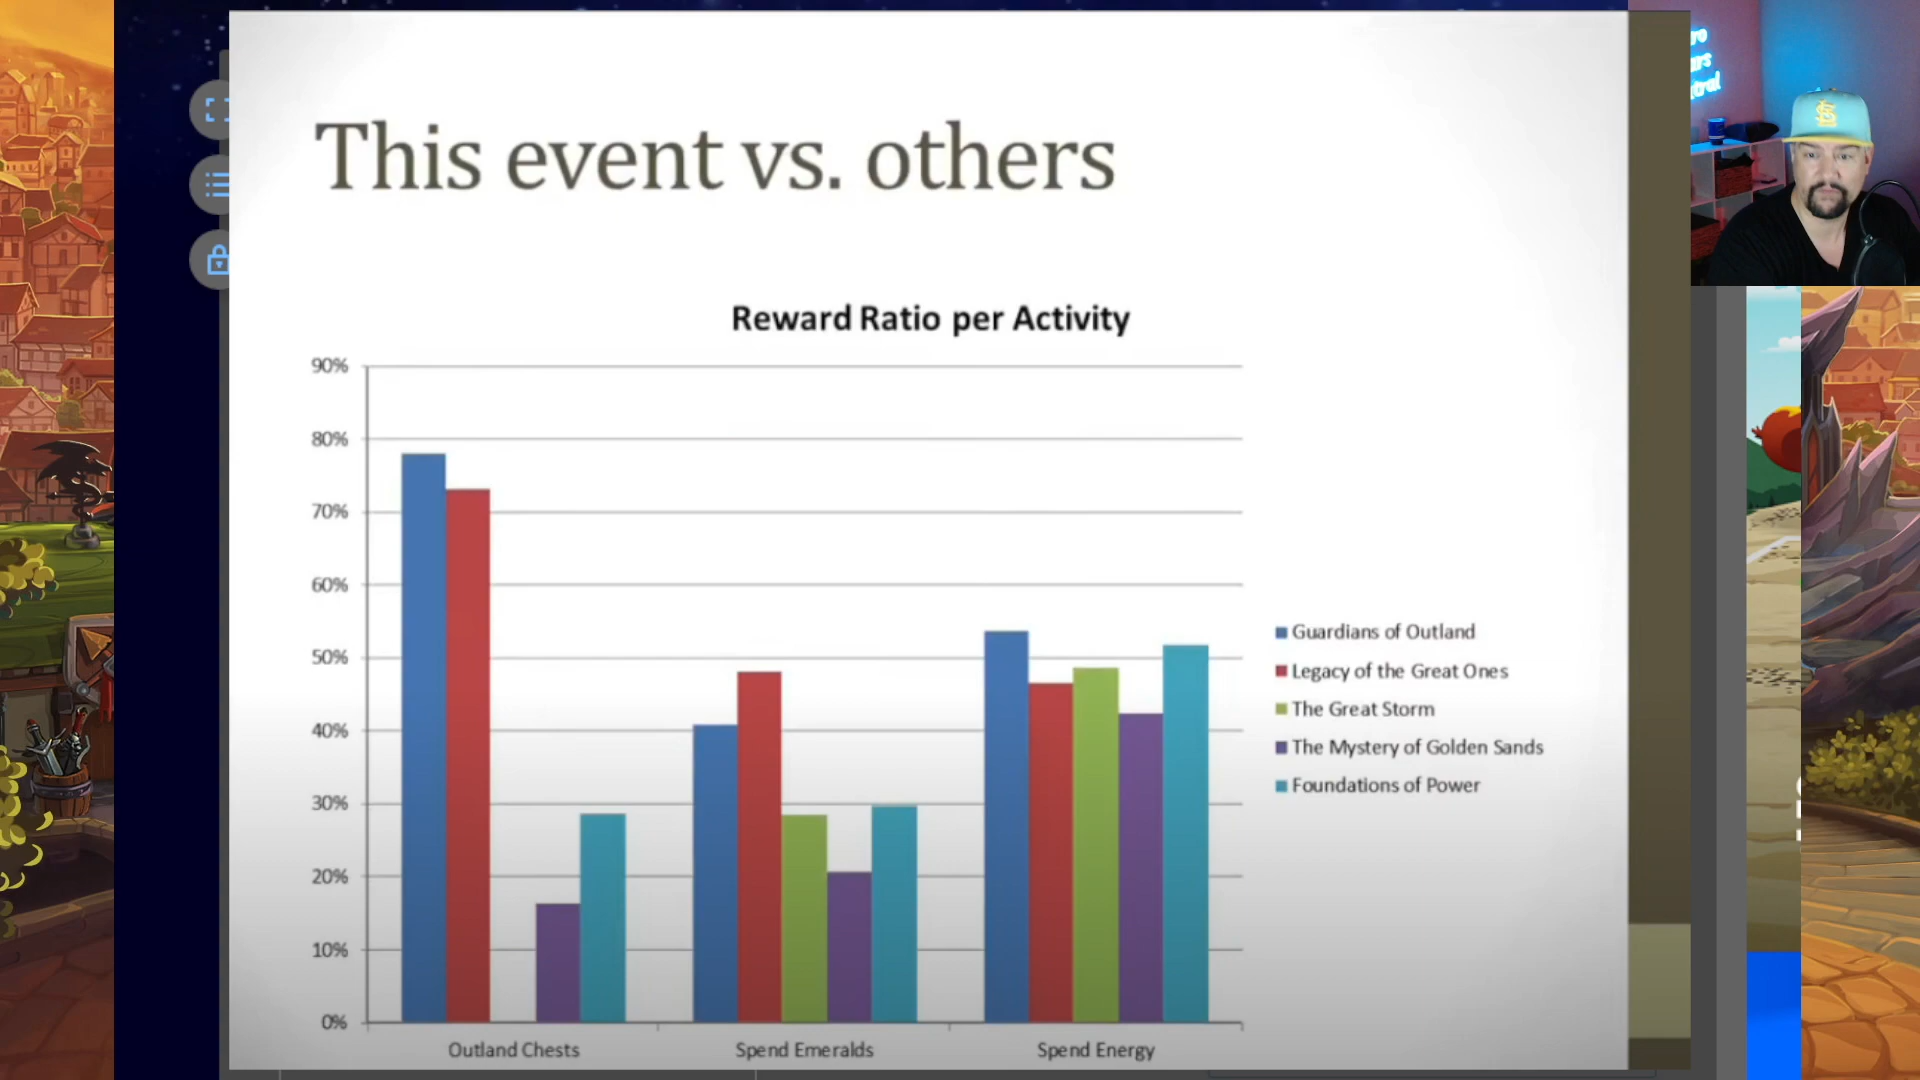 This event vs. others
Reward Ratio per Activity
90%
80%
70%
60%
50%
40%
30%
20%
10%
0%
Outland Chests
Spend Emeralds
Spend Energy
Guardians of Outland
Legacy of the Great Ones
The Great Storm
The Mystery of Golden Sands
Foundations of Power